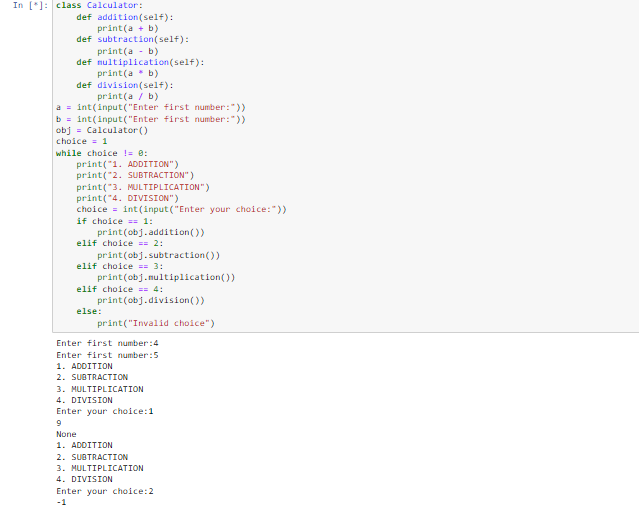 In [*]: class Calculator:
    def addition(self):
        print(a + b)
    def subtraction(self):
        print(a - b)
    def multiplication(self):
        print(a * b)
    def division(self):
        print(a / b)
a = int(input("Enter first number:"))
b = int(input("Enter first number:"))
obj = Calculator()
choice = 1
while choice != 0:
    print("1. ADDITION")
    print("2. SUBTRACTION")
    print("3. MULTIPLICATION")
    print("4. DIVISION")
    choice = int(input("Enter your choice:"))
    if choice == 1:
        print(obj.addition())
    elif choice == 2:
        print(obj.subtraction())
    elif choice == 3:
        print(obj.multiplication())
    elif choice == 4:
        print(obj.division())
    else:
        print("Invalid choice")
Enter first number:4
Enter first number:5
1. ADDITION
2. SUBTRACTION
3. MULTIPLICATION
4. DIVISION
Enter your choice:1
9
None
1. ADDITION
2. SUBTRACTION
3. MULTIPLICATION
4. DIVISION
Enter your choice:2
-1